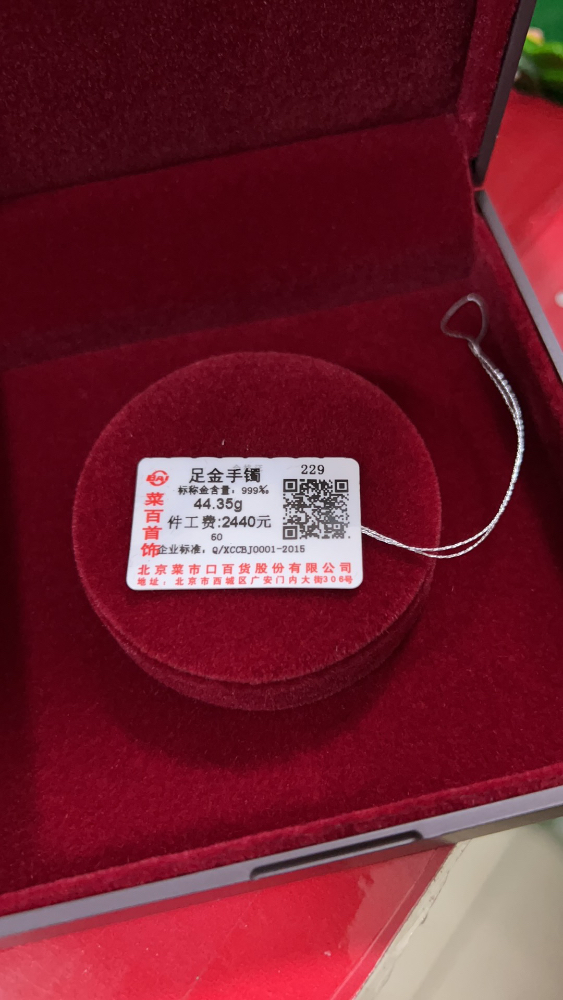 足金手镯
229
标称金含量：999‰
44.35g
件工费:2440元
60
企业标准：Q/XCCBJ0001-2015
菜百首饰
北京菜市口百货股份有限公司
地址：北京市西城区广安门内大街306号